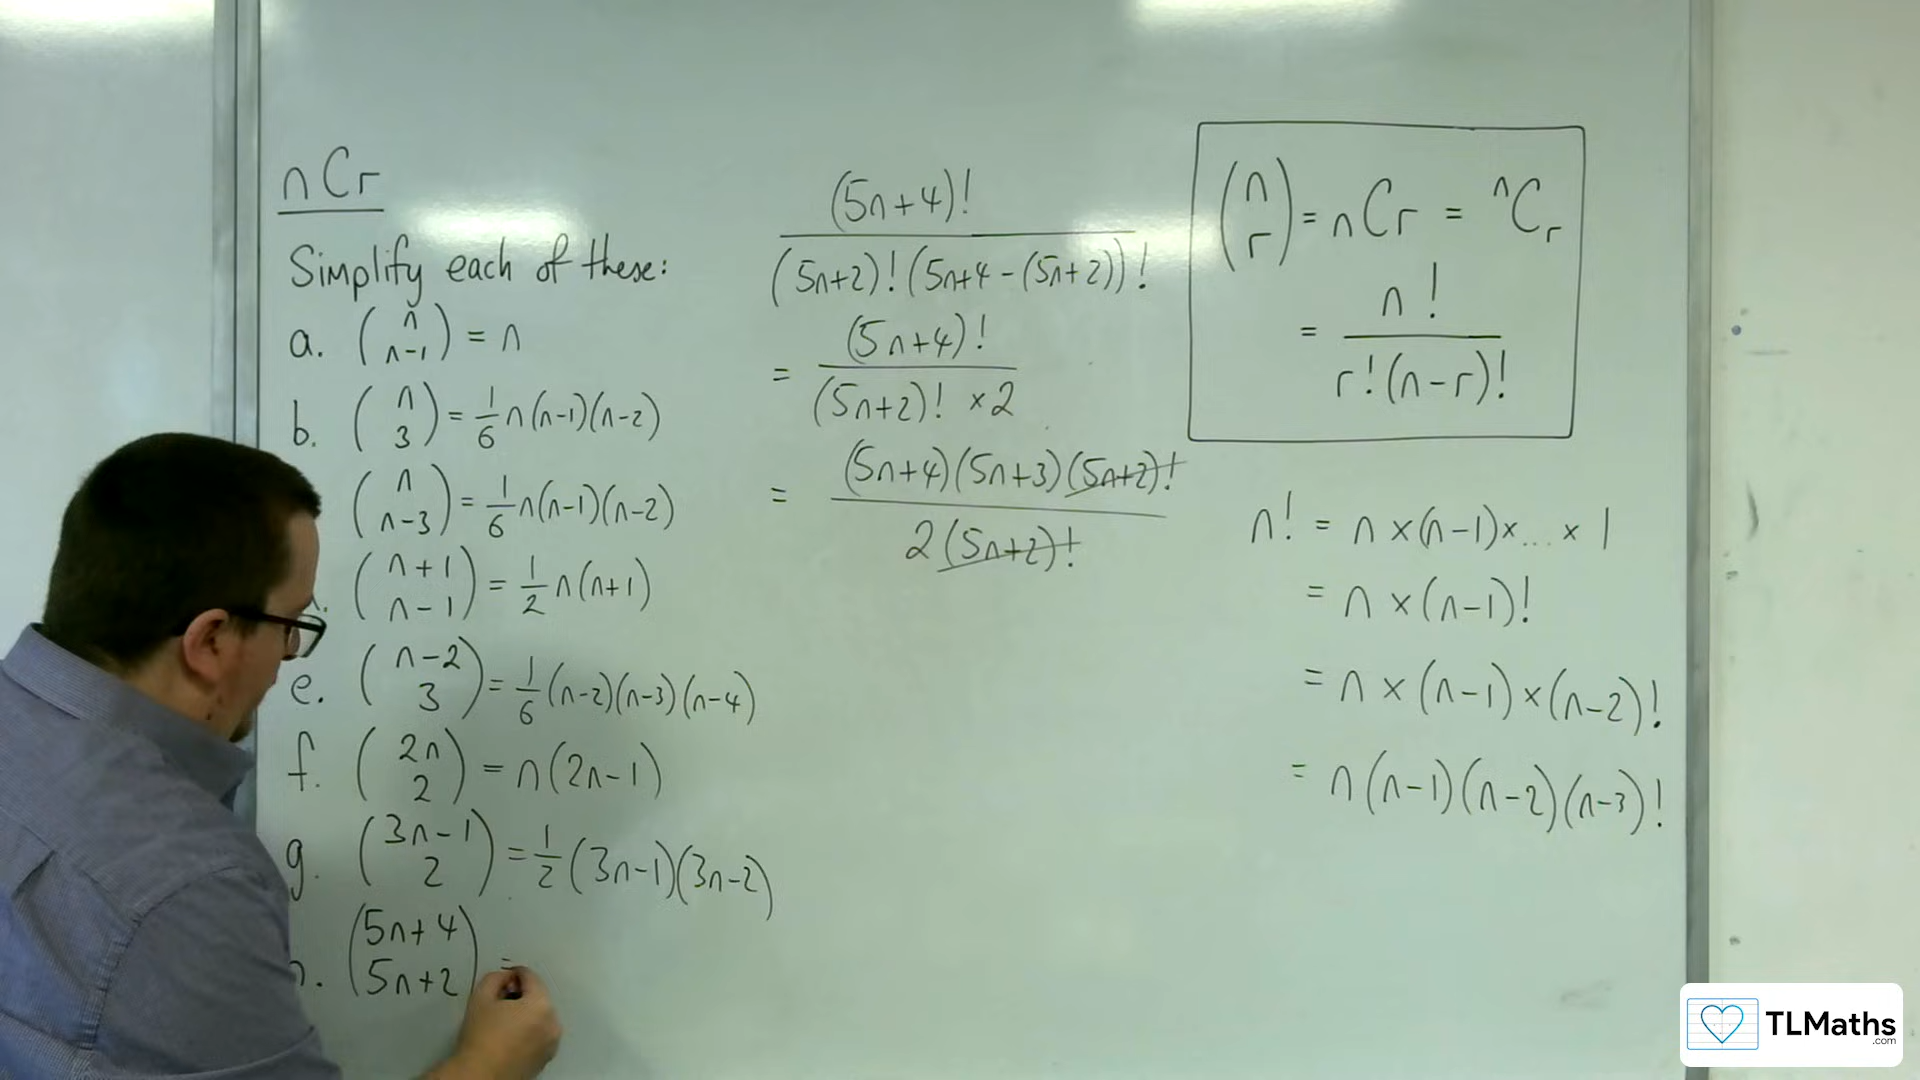 nCr
Simplify each of these:
a. (n / n-1) = n
b. (n / 3) = 1/6 n(n-1)(n-2)
(n / n-3) = 1/6 n(n-1)(n-2)
(n+1 / n-1) = 1/2 n(n+1)
e. (n-2 / 3) = 1/6 (n-2)(n-3)(n-4)
f. (2n / 2) = n(2n-1)
g. (3n-1 / 2) = 1/2 (3n-1)(3n-2)
(5n+4 / 5n+2) =
(5n+4)!
(5n+2)!(5n+4-(5n+2))!
= (5n+4)!
(5n+2)! ×2
= (5n+4)(5n+3)(5n+2)!
2(5n+2)!
(n / r) = nCr = ⁿCᵣ
= n!
r!(n-r)!
n! = n×(n-1)×...×1
= n×(n-1)!
= n×(n-1)×(n-2)!
= n(n-1)(n-2)(n-3)!
TLMaths
.com